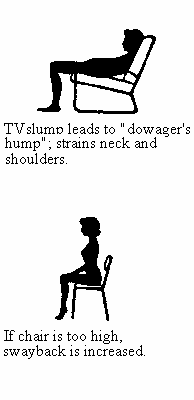 TVslump leads to "dowager's
hump"; strains neck and
shoulders.
If chair is too high,
swayback is increased.